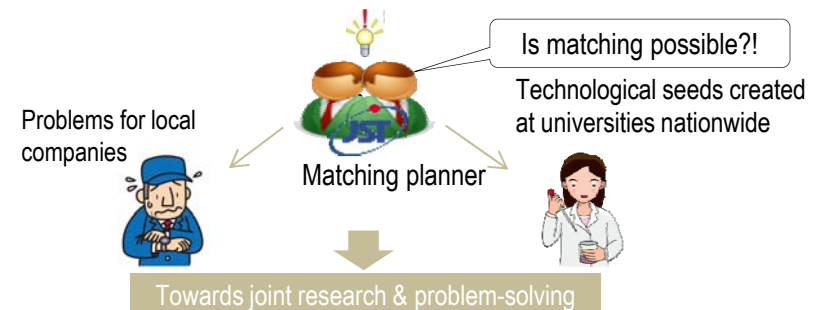 Is matching possible?!
Technological seeds created
at universities nationwide
Problems for local
companies
JST
Matching planner
Towards joint research & problem-solving